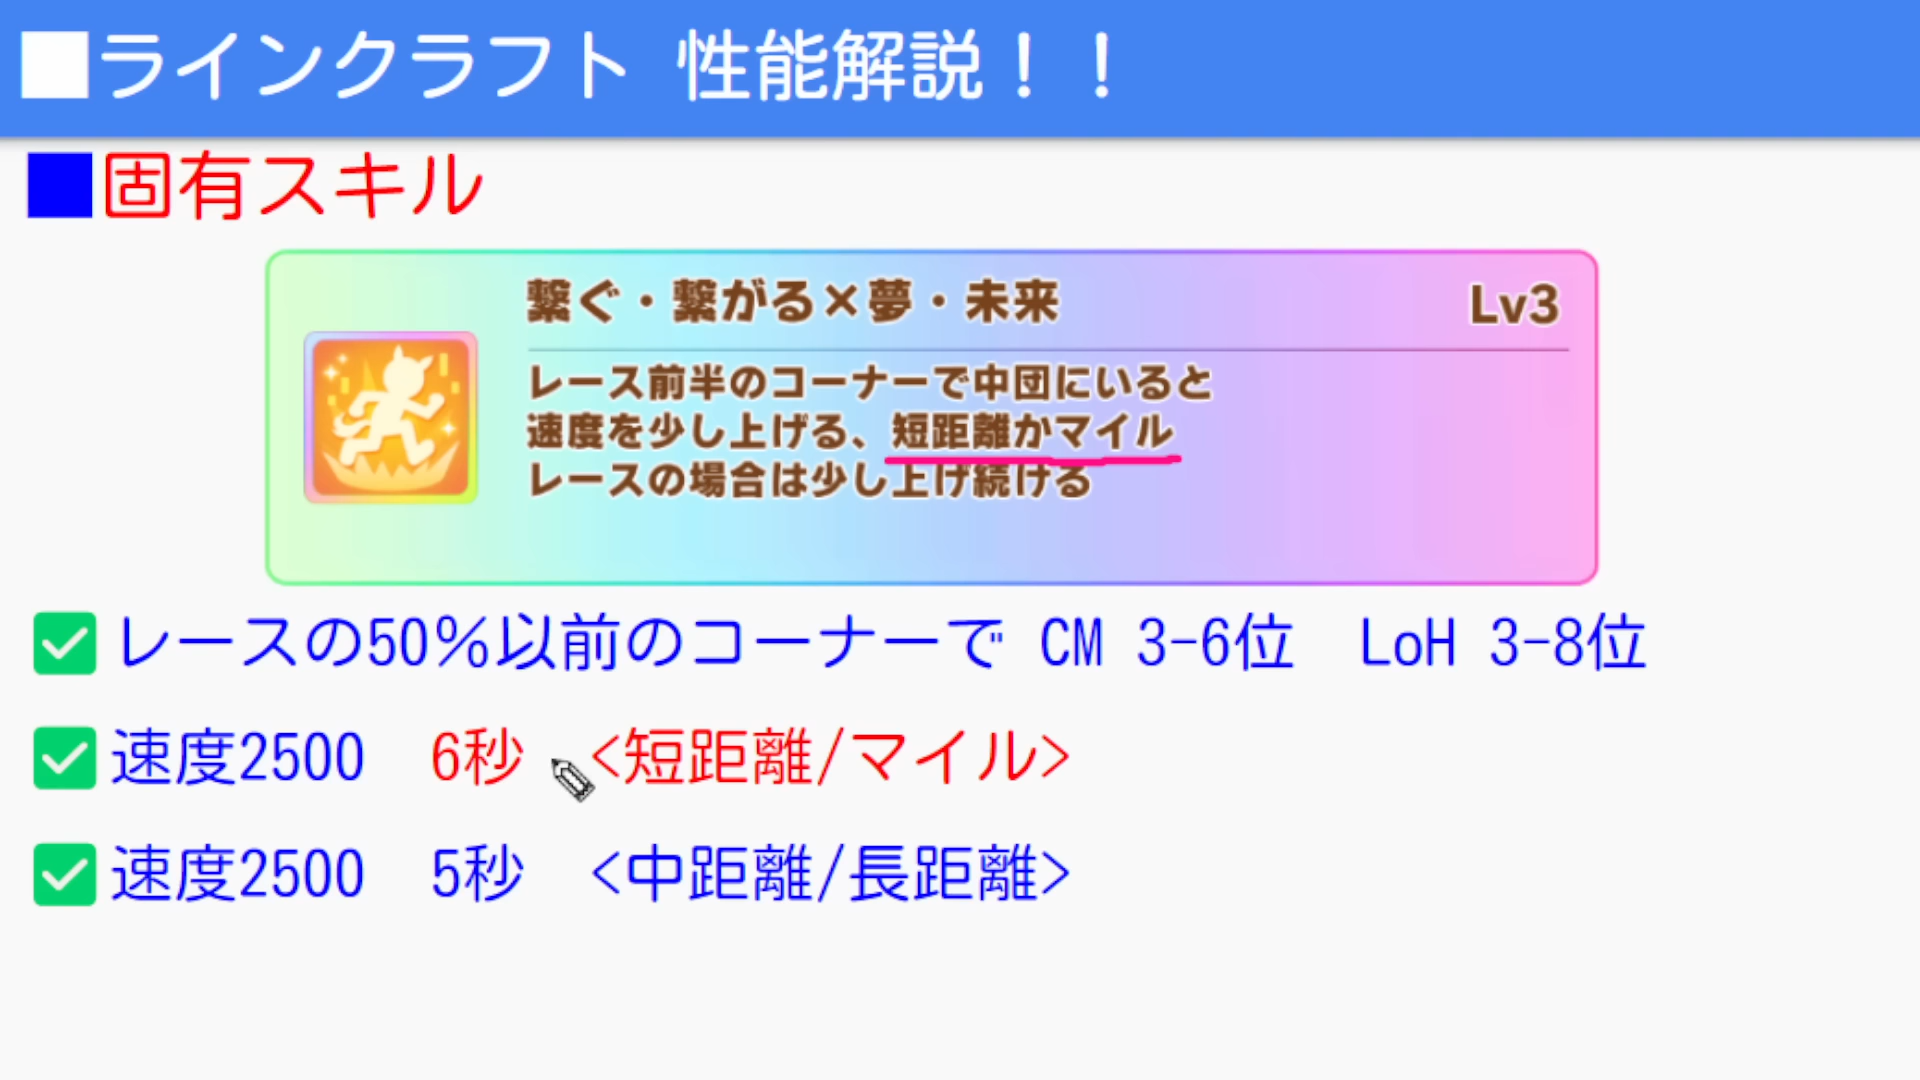 ■ラインクラフト 性能解説！！
■固有スキル
繋ぐ・繋がる×夢・未来 Lv3
レース前半のコーナーで中団にいると
速度を少し上げる、短距離かマイル
レースの場合は少し上げ続ける
✅レースの50%以前のコーナーで CM 3-6位 LoH 3-8位
✅速度2500 6秒 <短距離/マイル>
✅速度2500 5秒 <中距離/長距離>